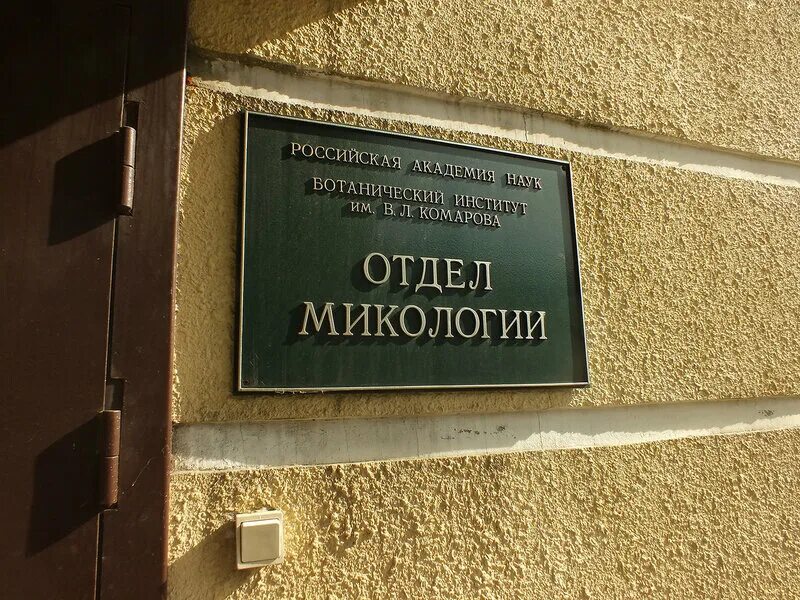 РОССИЙСКАЯ АКАДЕМИЯ НАУК
БОТАНИЧЕСКИЙ ИНСТИТУТ
ИМ. В. Л. КОМАРОВА
ОТДЕЛ
МИКОЛОГИИ